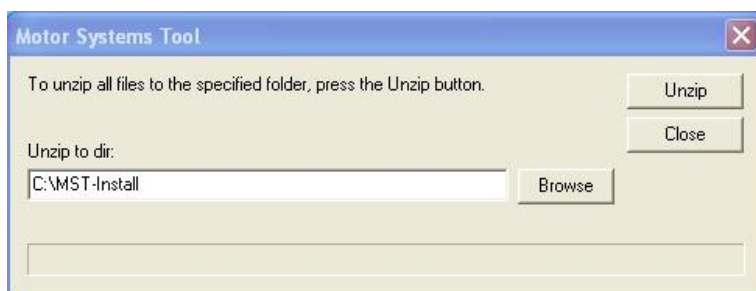 Motor Systems Tool
To unzip all files to the specified folder, press the Unzip button.
Unzip
Close
Unzip to dir:
C:\MST-Install
Browse